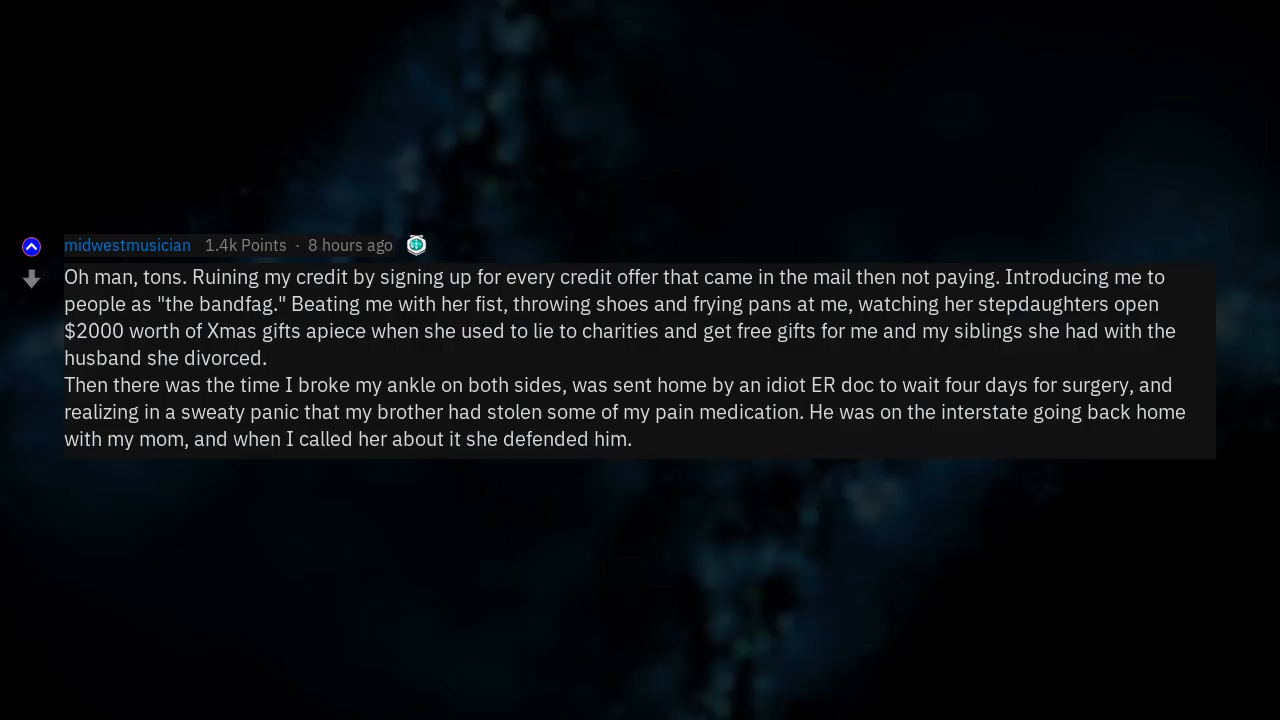 midwestmusician 1.4k Points · 8 hours ago
Oh man, tons. Ruining my credit by signing up for every credit offer that came in the mail then not paying. Introducing me to
people as "the bandfag." Beating me with her fist, throwing shoes and frying pans at me, watching her stepdaughters open
$2000 worth of Xmas gifts apiece when she used to lie to charities and get free gifts for me and my siblings she had with the
husband she divorced.
Then there was the time I broke my ankle on both sides, was sent home by an idiot ER doc to wait four days for surgery, and
realizing in a sweaty panic that my brother had stolen some of my pain medication. He was on the interstate going back home
with my mom, and when I called her about it she defended him.